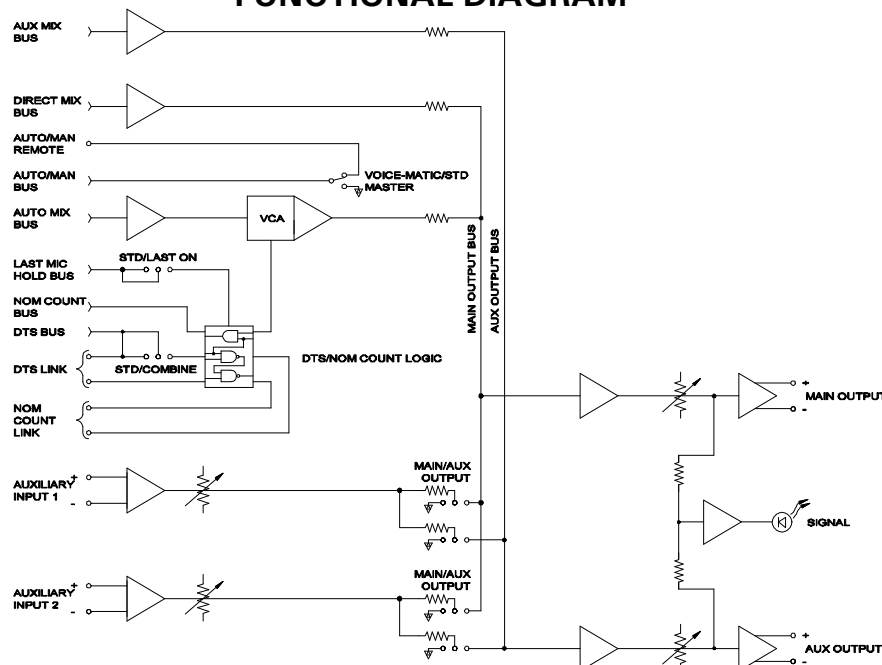 FUNCTIONAL DIAGRAM
AUX MIX
BUS
DIRECT MIX
BUS
AUTO/MAN
REMOTE
AUTO/MAN
BUS
VOICE-MATIC/STD
MASTER
AUTO MIX
BUS
VCA
LAST MIC
HOLD BUS
STD/LAST ON
MAIN OUTPUT BUS
AUX OUTPUT BUS
NOM COUNT
BUS
DTS BUS
DTS LINK
STD/COMBINE
DTS/NOM COUNT LOGIC
NOM
COUNT
LINK
+
MAIN OUTPUT
-
AUXILIARY
INPUT 1
+
-
MAIN/AUX
OUTPUT
SIGNAL
AUXILIARY
INPUT 2
+
-
MAIN/AUX
OUTPUT
+
AUX OUTPUT
-